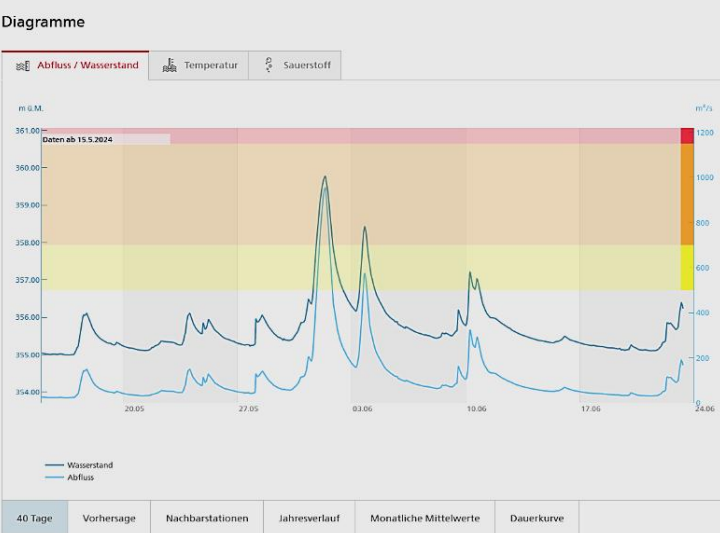 Diagramme
Abfluss / Wasserstand
Temperatur
Sauerstoff
m ü.M.
m³/s
361.00
360.00
359.00
358.00
357.00
356.00
355.00
354.00
Daten ab 15.5.2024
1200
1000
800
600
400
200
0
20.05
27.05
03.06
10.06
17.06
24.06
Wasserstand
Abfluss
40 Tage
Vorhersage
Nachbarstationen
Jahresverlauf
Monatliche Mittelwerte
Dauerkurve